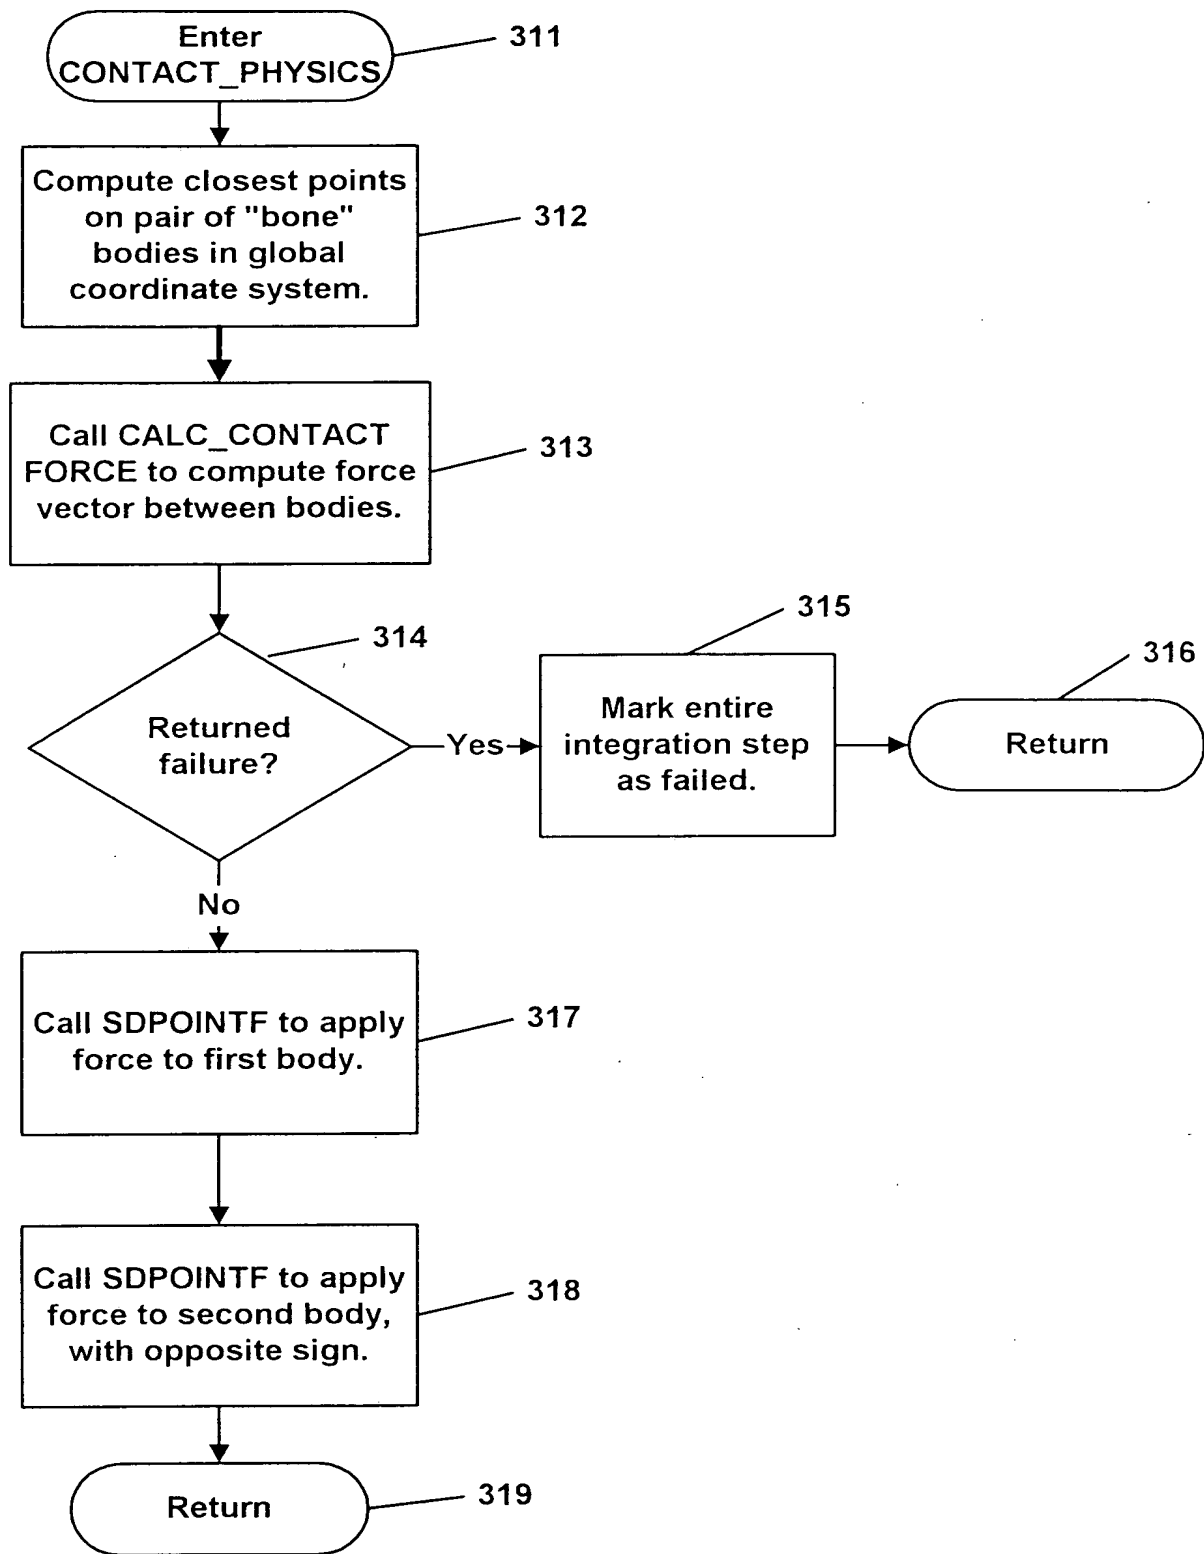 Enter
CONTACT_PHYSICS
311
Compute closest points
on pair of "bone"
bodies in global
coordinate system.
312
Call CALC_CONTACT
FORCE to compute force
vector between bodies.
313
Returned
failure?
314
Yes
Mark entire
integration step
as failed.
315
Return
316
No
Call SDPOINTF to apply
force to first body.
317
Call SDPOINTF to apply
force to second body,
with opposite sign.
318
Return
319